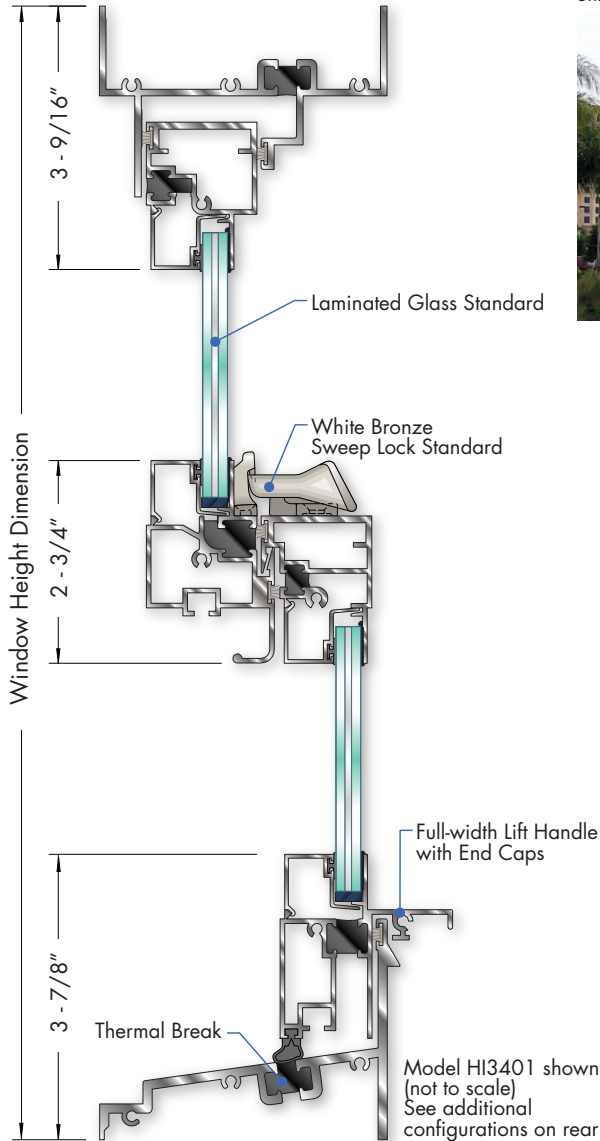 3 - 9/16"
Laminated Glass Standard
White Bronze
Sweep Lock Standard
Window Height Dimension
2 - 3/4"
Full-width Lift Handle
with End Caps
3 - 7/8"
Thermal Break
Model HI3401 shown
(not to scale)
See additional
configurations on rear